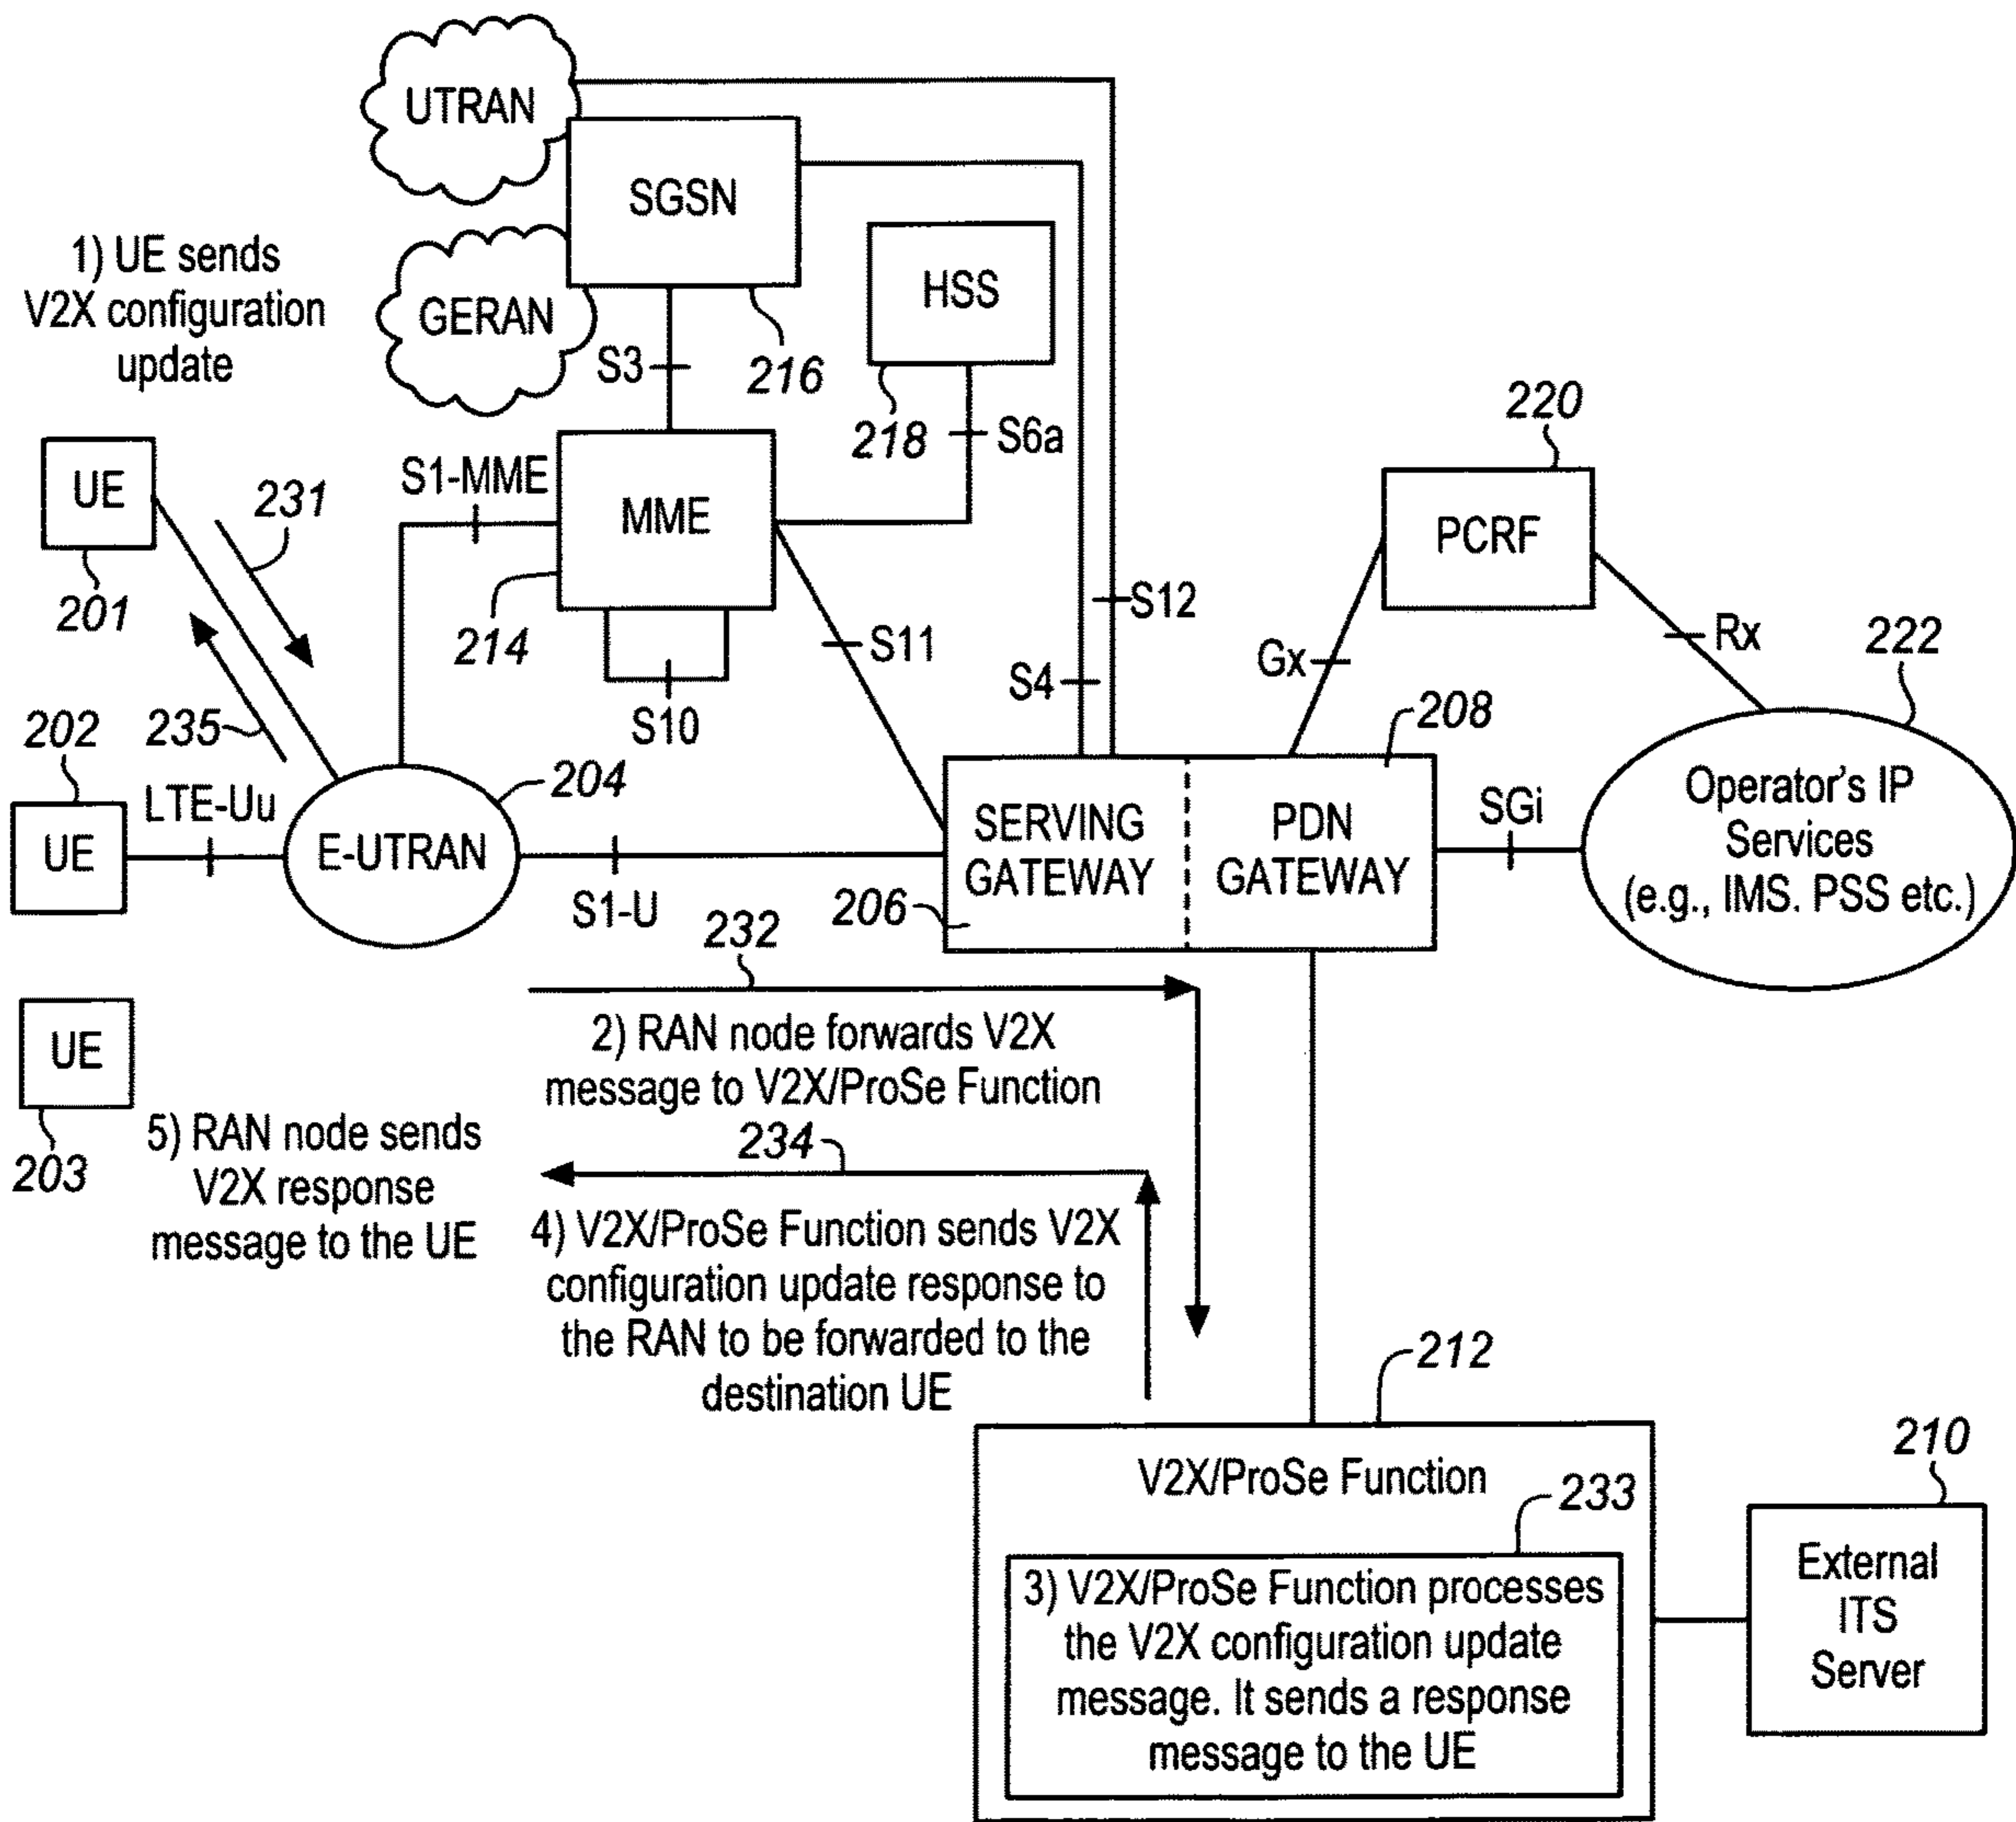 UTRAN
SGSN
1) UE sends
V2X configuration
update
GERAN
HSS
S3
216
218
S6a
220
UE
231
201
S1-MME
MME
214
S10
S11
S12
S4
PCRF
Gx
Rx
222
208
235
202
LTE-Uu
204
UE
E-UTRAN
S1-U
SERVING
GATEWAY
206
PDN
GATEWAY
SGi
Operator's IP
Services
(e.g., IMS. PSS etc.)
232
UE
203
2) RAN node forwards V2X
message to V2X/ProSe Function
5) RAN node sends
V2X response
message to the UE
234
4) V2X/ProSe Function sends V2X
configuration update response to
the RAN to be forwarded to the
destination UE
212
V2X/ProSe Function
233
3) V2X/ProSe Function processes
the V2X configuration update
message. It sends a response
message to the UE
210
External
ITS
Server